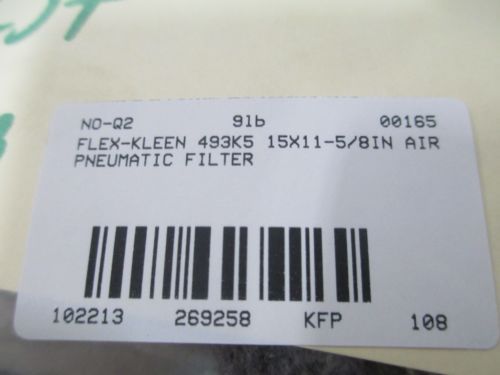 NO-Q2 9lb 00165
FLEX-KLEEN 493K5 15X11-5/8IN AIR
PNEUMATIC FILTER
102213 269258 KFP 108